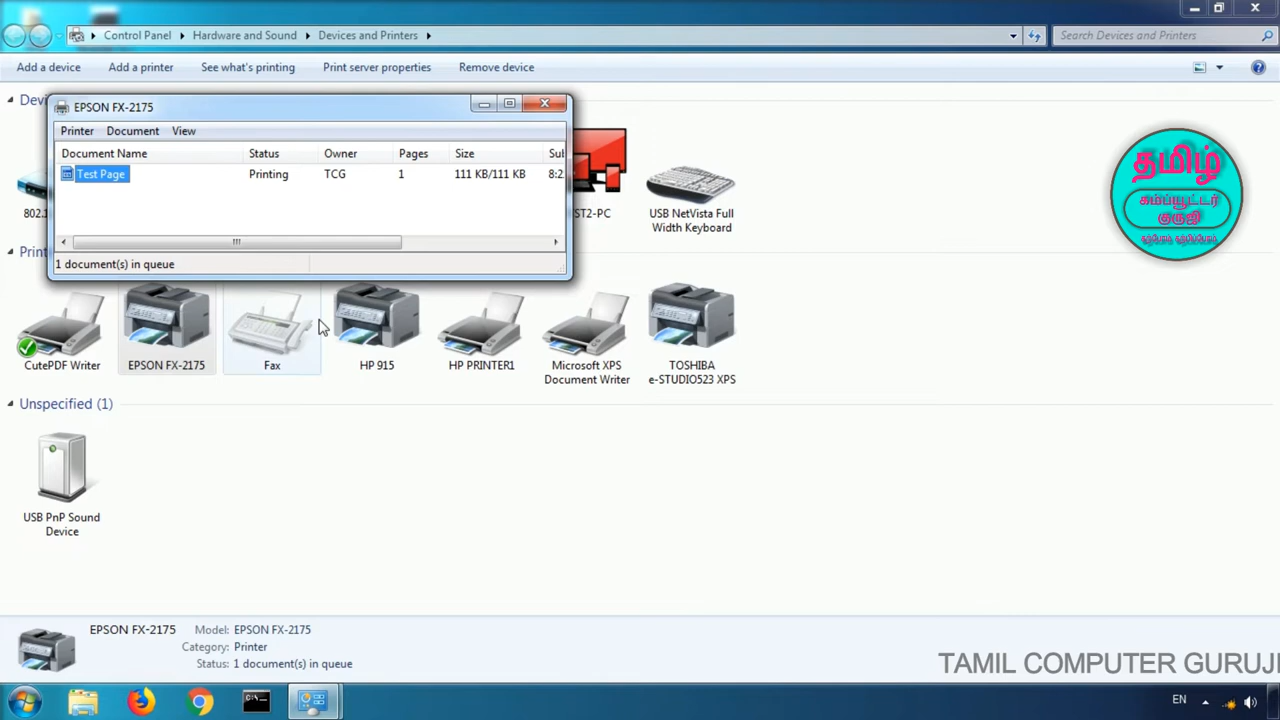 Control Panel Hardware and Sound Devices and Printers Search Devices and Printers
Add a device Add a printer See what's printing Print server properties Remove device
EPSON FX-2175
Printer Document View
Document Name Status Owner Pages Size
Test Page Printing TCG 1 111 KB/111 KB
1 document(s) in queue
USB NetVista Full
Width Keyboard
தமிழ்
கம்ப்யூட்டர்
குருஜி
CutePDF Writer EPSON FX-2175 Fax HP 915 HP PRINTER1 Microsoft XPS
Document Writer TOSHIBA
e-STUDIO523 XPS
Unspecified (1)
USB PnP Sound
Device
EPSON FX-2175 Model: EPSON FX-2175
Category: Printer
Status: 1 document(s) in queue
TAMIL COMPUTER GURUJI
EN